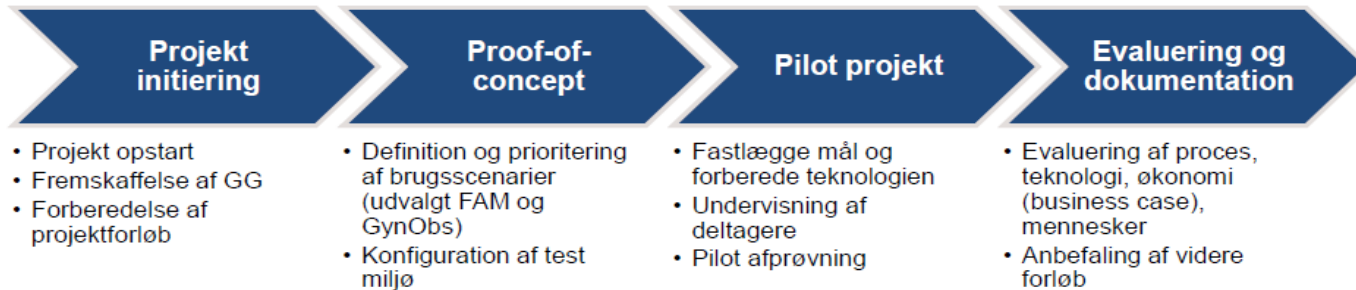 Projekt
initiering
Proof-of-
concept
Pilot projekt
Evaluering og
dokumentation
• Projekt opstart
• Fremskaffelse af GG
• Forberedelse af
projektforløb
• Definition og prioritering
af brugsscenarier
(udvalgt FAM og
GynObs)
• Konfiguration af test
miljø
• Fastlægge mål og
forberede teknologien
• Undervisning af
deltagere
• Pilot afprøvning
• Evaluering af proces,
teknologi, økonomi
(business case),
mennesker
• Anbefaling af videre
forløb